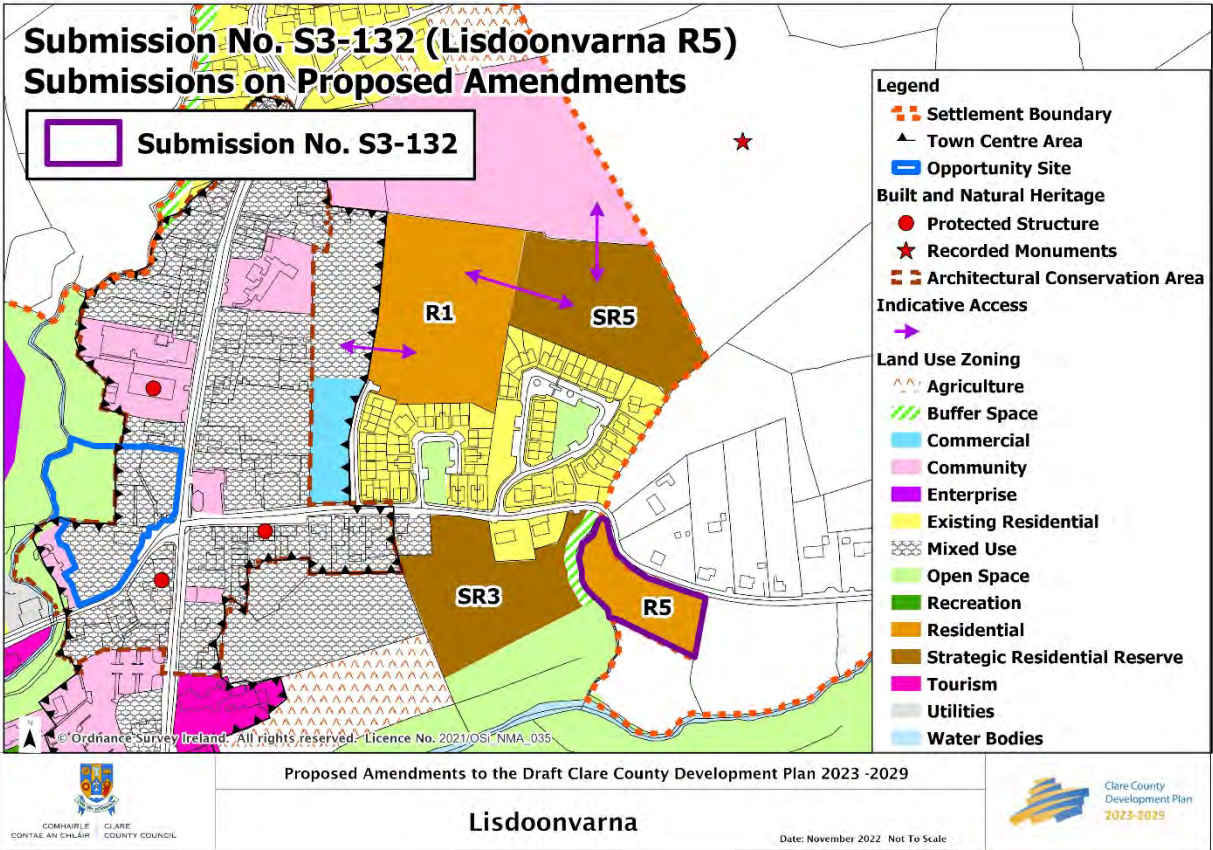 Submission No. S3-132 (Lisdoonvarna R5)
Submissions on Proposed Amendments
Submission No. S3-132
R1
SR5
SR3
R5
N
© Ordnance Survey Ireland. All rights reserved. Licence No. 2021/OSi_NMA_035
Legend
Settlement Boundary
Town Centre Area
Opportunity Site
Built and Natural Heritage
Protected Structure
Recorded Monuments
Architectural Conservation Area
Indicative Access
Land Use Zoning
Agriculture
Buffer Space
Commercial
Community
Enterprise
Existing Residential
Mixed Use
Open Space
Recreation
Residential
Strategic Residential Reserve
Tourism
Utilities
Water Bodies
COMHAIRLE CONTAE AN CHLÁIR
CLARE COUNTY COUNCIL
Proposed Amendments to the Draft Clare County Development Plan 2023 -2029
Lisdoonvarna
Date: November 2022 Not To Scale
Clare County
Development Plan
2023-2029